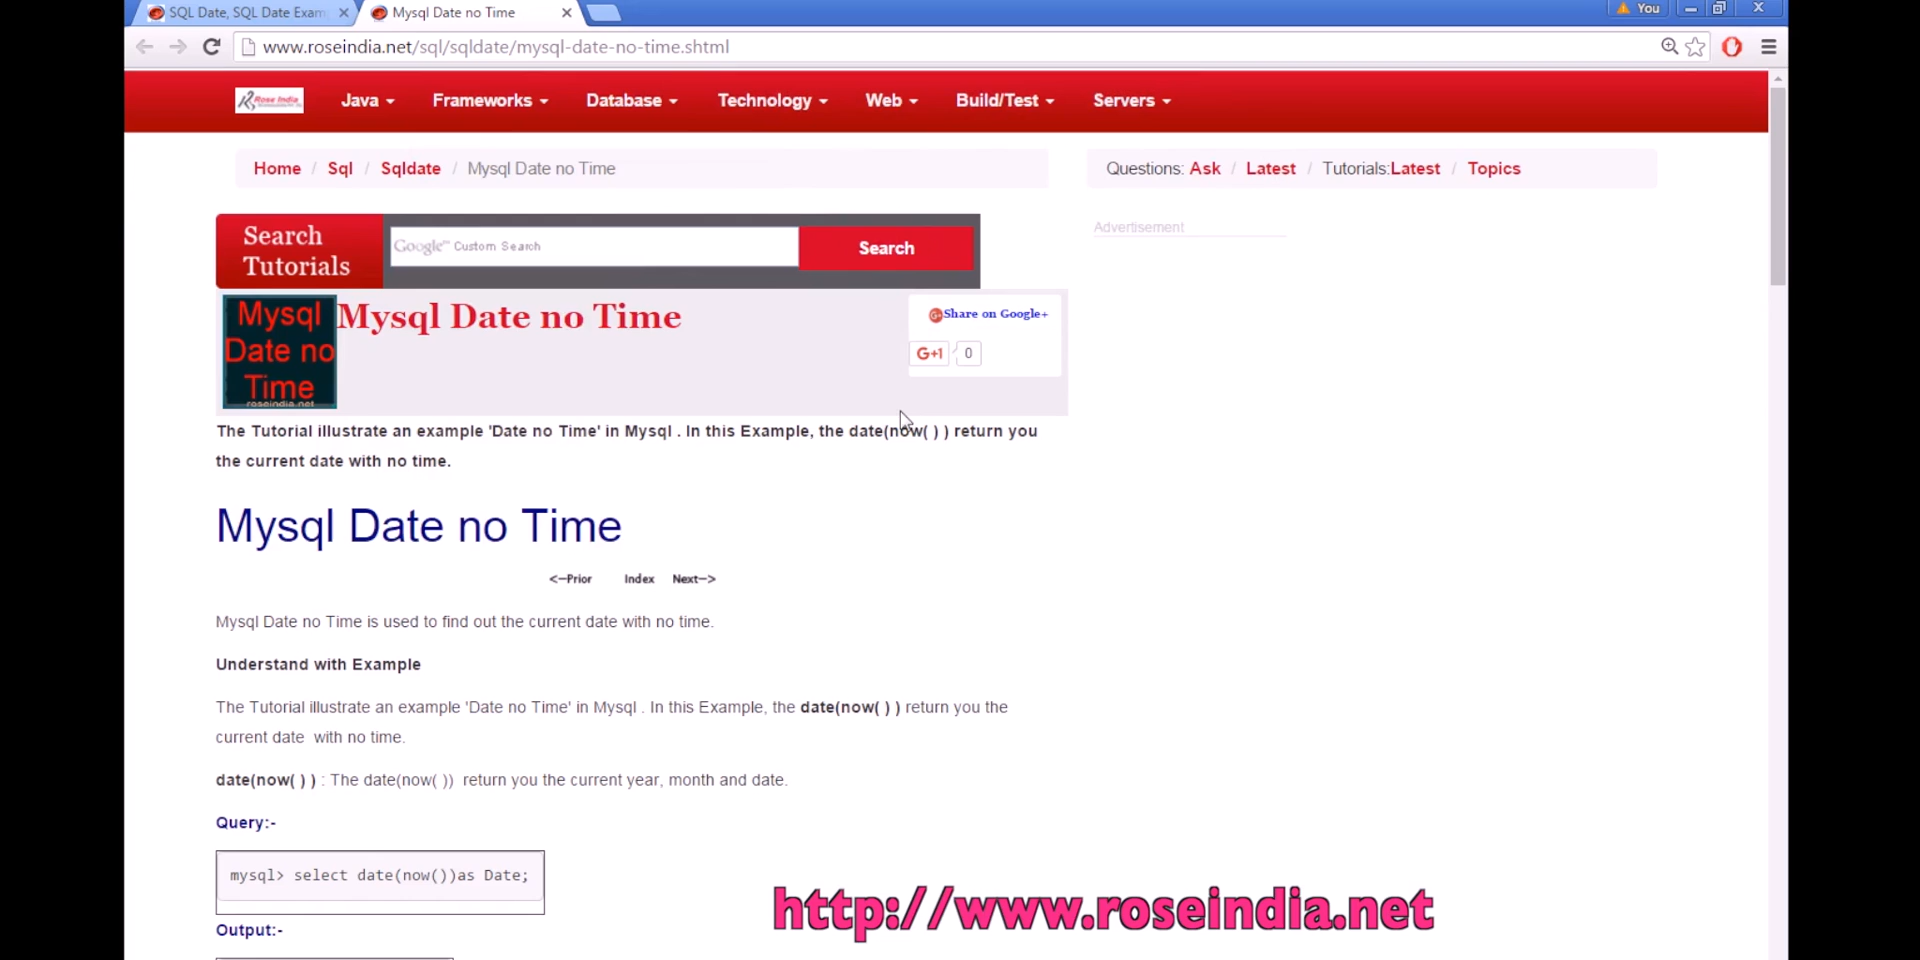 SQL Date, SQL Date Exam
Mysql Date no Time
You
www.roseindia.net/sql/sqldate/mysql-date-no-time.shtml
Rose India
Java
Frameworks
Database
Technology
Web
Build/Test
Servers
Home / Sql / Sqldate / Mysql Date no Time
Questions: Ask / Latest / Tutorials:Latest / Topics
Search
Tutorials
Google™ Custom Search
Search
Advertisement
Mysql
Date no
Time
roseindia.net
Mysql Date no Time
Share on Google+
G+1
0
The Tutorial illustrate an example 'Date no Time' in Mysql . In this Example, the date(now( ) ) return you
the current date with no time.
Mysql Date no Time
<--Prior Index Next-->
Mysql Date no Time is used to find out the current date with no time.
Understand with Example
The Tutorial illustrate an example 'Date no Time' in Mysql . In this Example, the date(now( ) ) return you the
current date  with no time.
date(now( ) ) : The date(now( ))  return you the current year, month and date.
Query:-
mysql> select date(now())as Date;
Output:-
http://www.roseindia.net